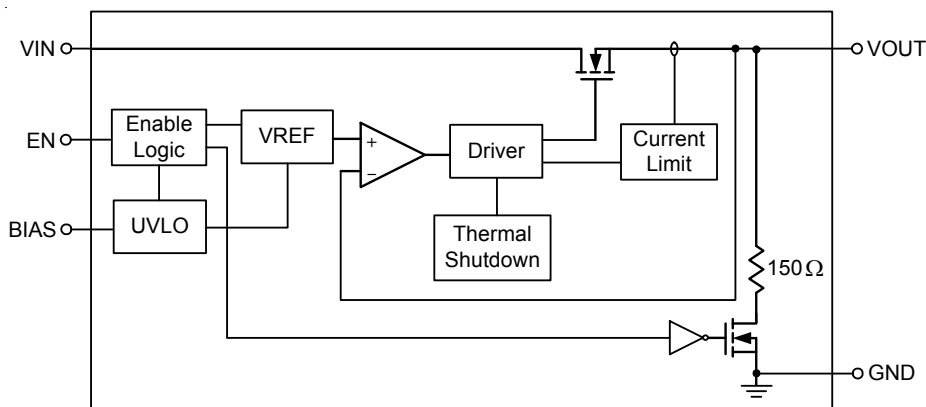 VIN
VOUT
EN
Enable
Logic
VREF
+
−
Driver
Current
Limit
BIAS
UVLO
Thermal
Shutdown
150Ω
GND